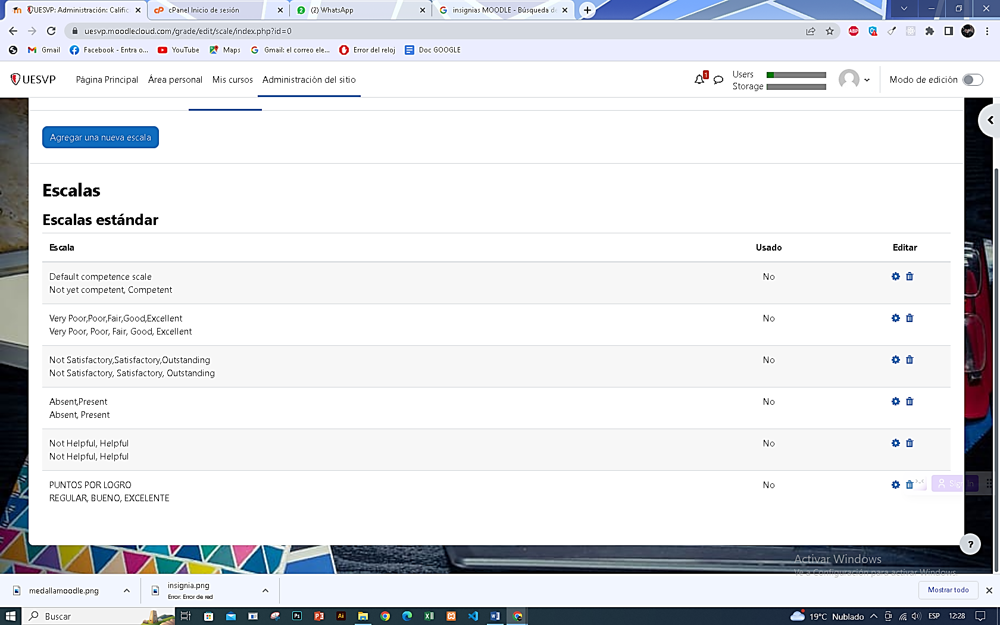 UESVP: Administración: Califica
cPanel Inicio de sesión
(2) WhatsApp
insignias MOODLE - Búsqueda de
uesvp.moodlecloud.com/grade/edit/scale/index.php?id=0
ABP
Gmail
Facebook - Entra o...
YouTube
Maps
Gmail: el correo ele...
Error del reloj
Doc GOOGLE
UESVP
Página Principal
Área personal
Mis cursos
Administración del sitio
1
Users
Storage
Modo de edición
Agregar una nueva escala
Escalas
Escalas estándar
Escala Usado Editar
Default competence scale No
Not yet competent, Competent
Very Poor,Poor,Fair,Good,Excellent No
Very Poor, Poor, Fair, Good, Excellent
Not Satisfactory,Satisfactory,Outstanding No
Not Satisfactory, Satisfactory, Outstanding
Absent,Present No
Absent, Present
Not Helpful, Helpful No
Not Helpful, Helpful
PUNTOS POR LOGRO No
REGULAR, BUENO, EXCELENTE
Sign in
?
Activar Windows
Ve a Configuración para activar Windows.
medallamoodle.png
insignia.png
Error: Error de red
Mostrar todo
Buscar
Ps
Ai
19°C Nublado
ESP
12:28